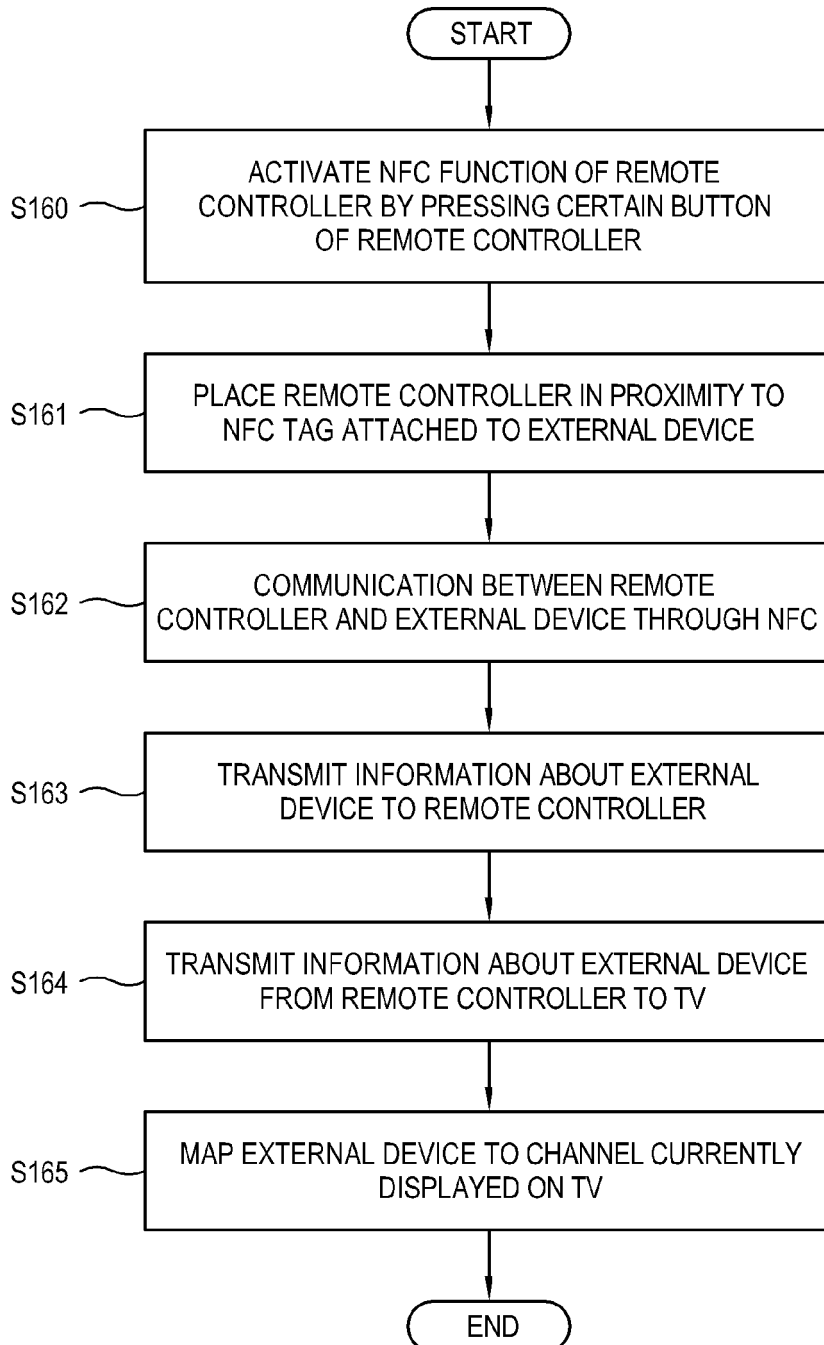 START
S160
ACTIVATE NFC FUNCTION OF REMOTE
CONTROLLER BY PRESSING CERTAIN BUTTON
OF REMOTE CONTROLLER
S161
PLACE REMOTE CONTROLLER IN PROXIMITY TO
NFC TAG ATTACHED TO EXTERNAL DEVICE
S162
COMMUNICATION BETWEEN REMOTE
CONTROLLER AND EXTERNAL DEVICE THROUGH NFC
S163
TRANSMIT INFORMATION ABOUT EXTERNAL
DEVICE TO REMOTE CONTROLLER
S164
TRANSMIT INFORMATION ABOUT EXTERNAL DEVICE
FROM REMOTE CONTROLLER TO TV
S165
MAP EXTERNAL DEVICE TO CHANNEL CURRENTLY
DISPLAYED ON TV
END